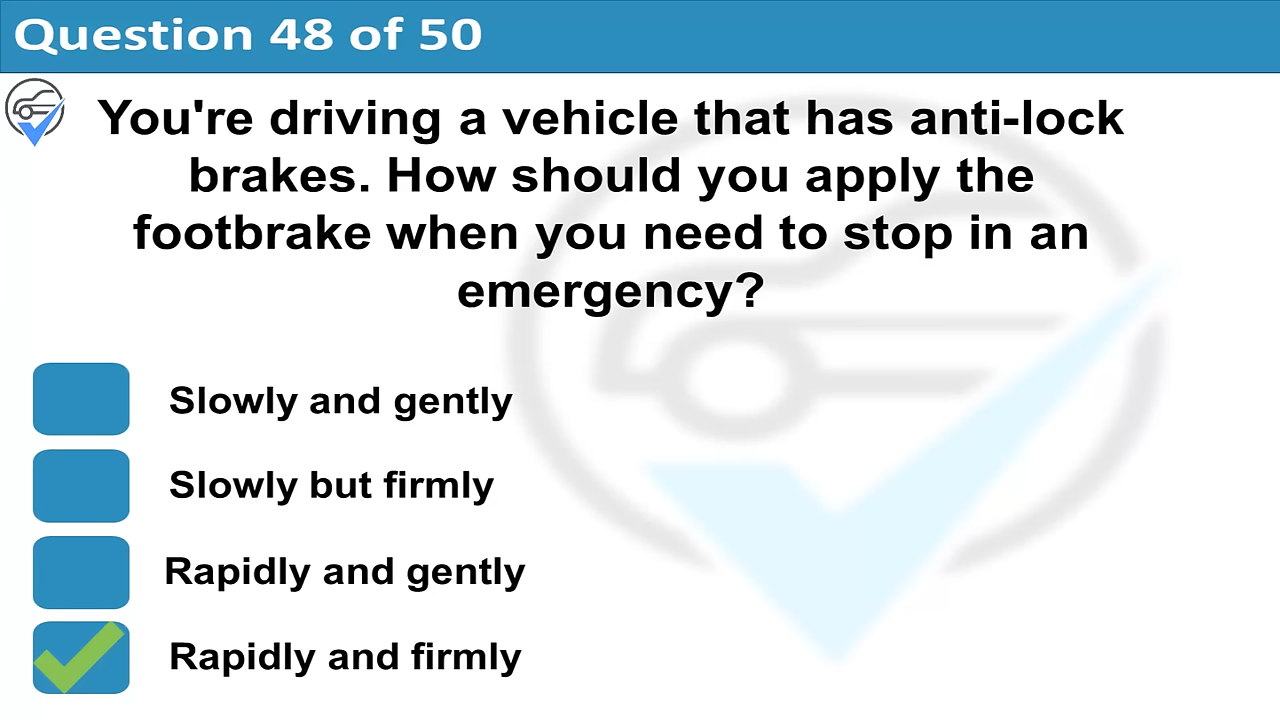 Question 48 of 50
You're driving a vehicle that has anti-lock
brakes. How should you apply the
footbrake when you need to stop in an
emergency?
Slowly and gently
Slowly but firmly
Rapidly and gently
Rapidly and firmly